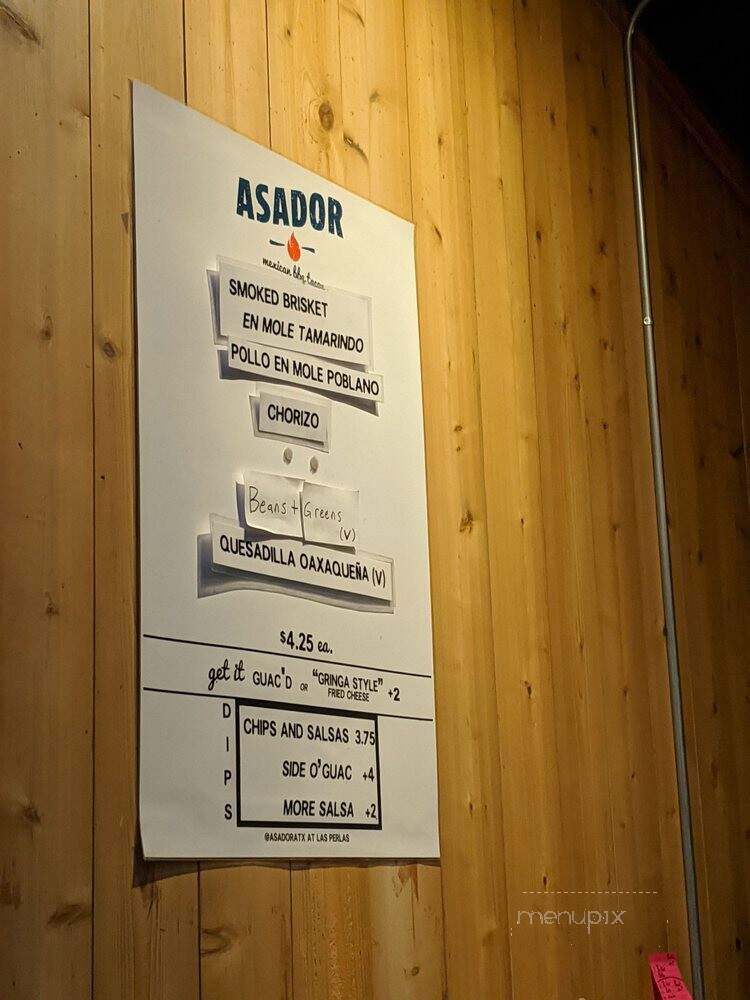 ASADOR
mexican bbq tacos
SMOKED BRISKET
EN MOLE TAMARINDO
POLLO EN MOLE POBLANO
CHORIZO
Beans + Greens
(V)
QUESADILLA OAXAQUEÑA (V)
$4.25 ea.
get it GUAC'D OR "GRINGA STYLE" +2
FRIED CHEESE
DIPS
CHIPS AND SALSAS 3.75
SIDE O'GUAC +4
MORE SALSA +2
@ASADORATX AT LAS PERLAS
menupix